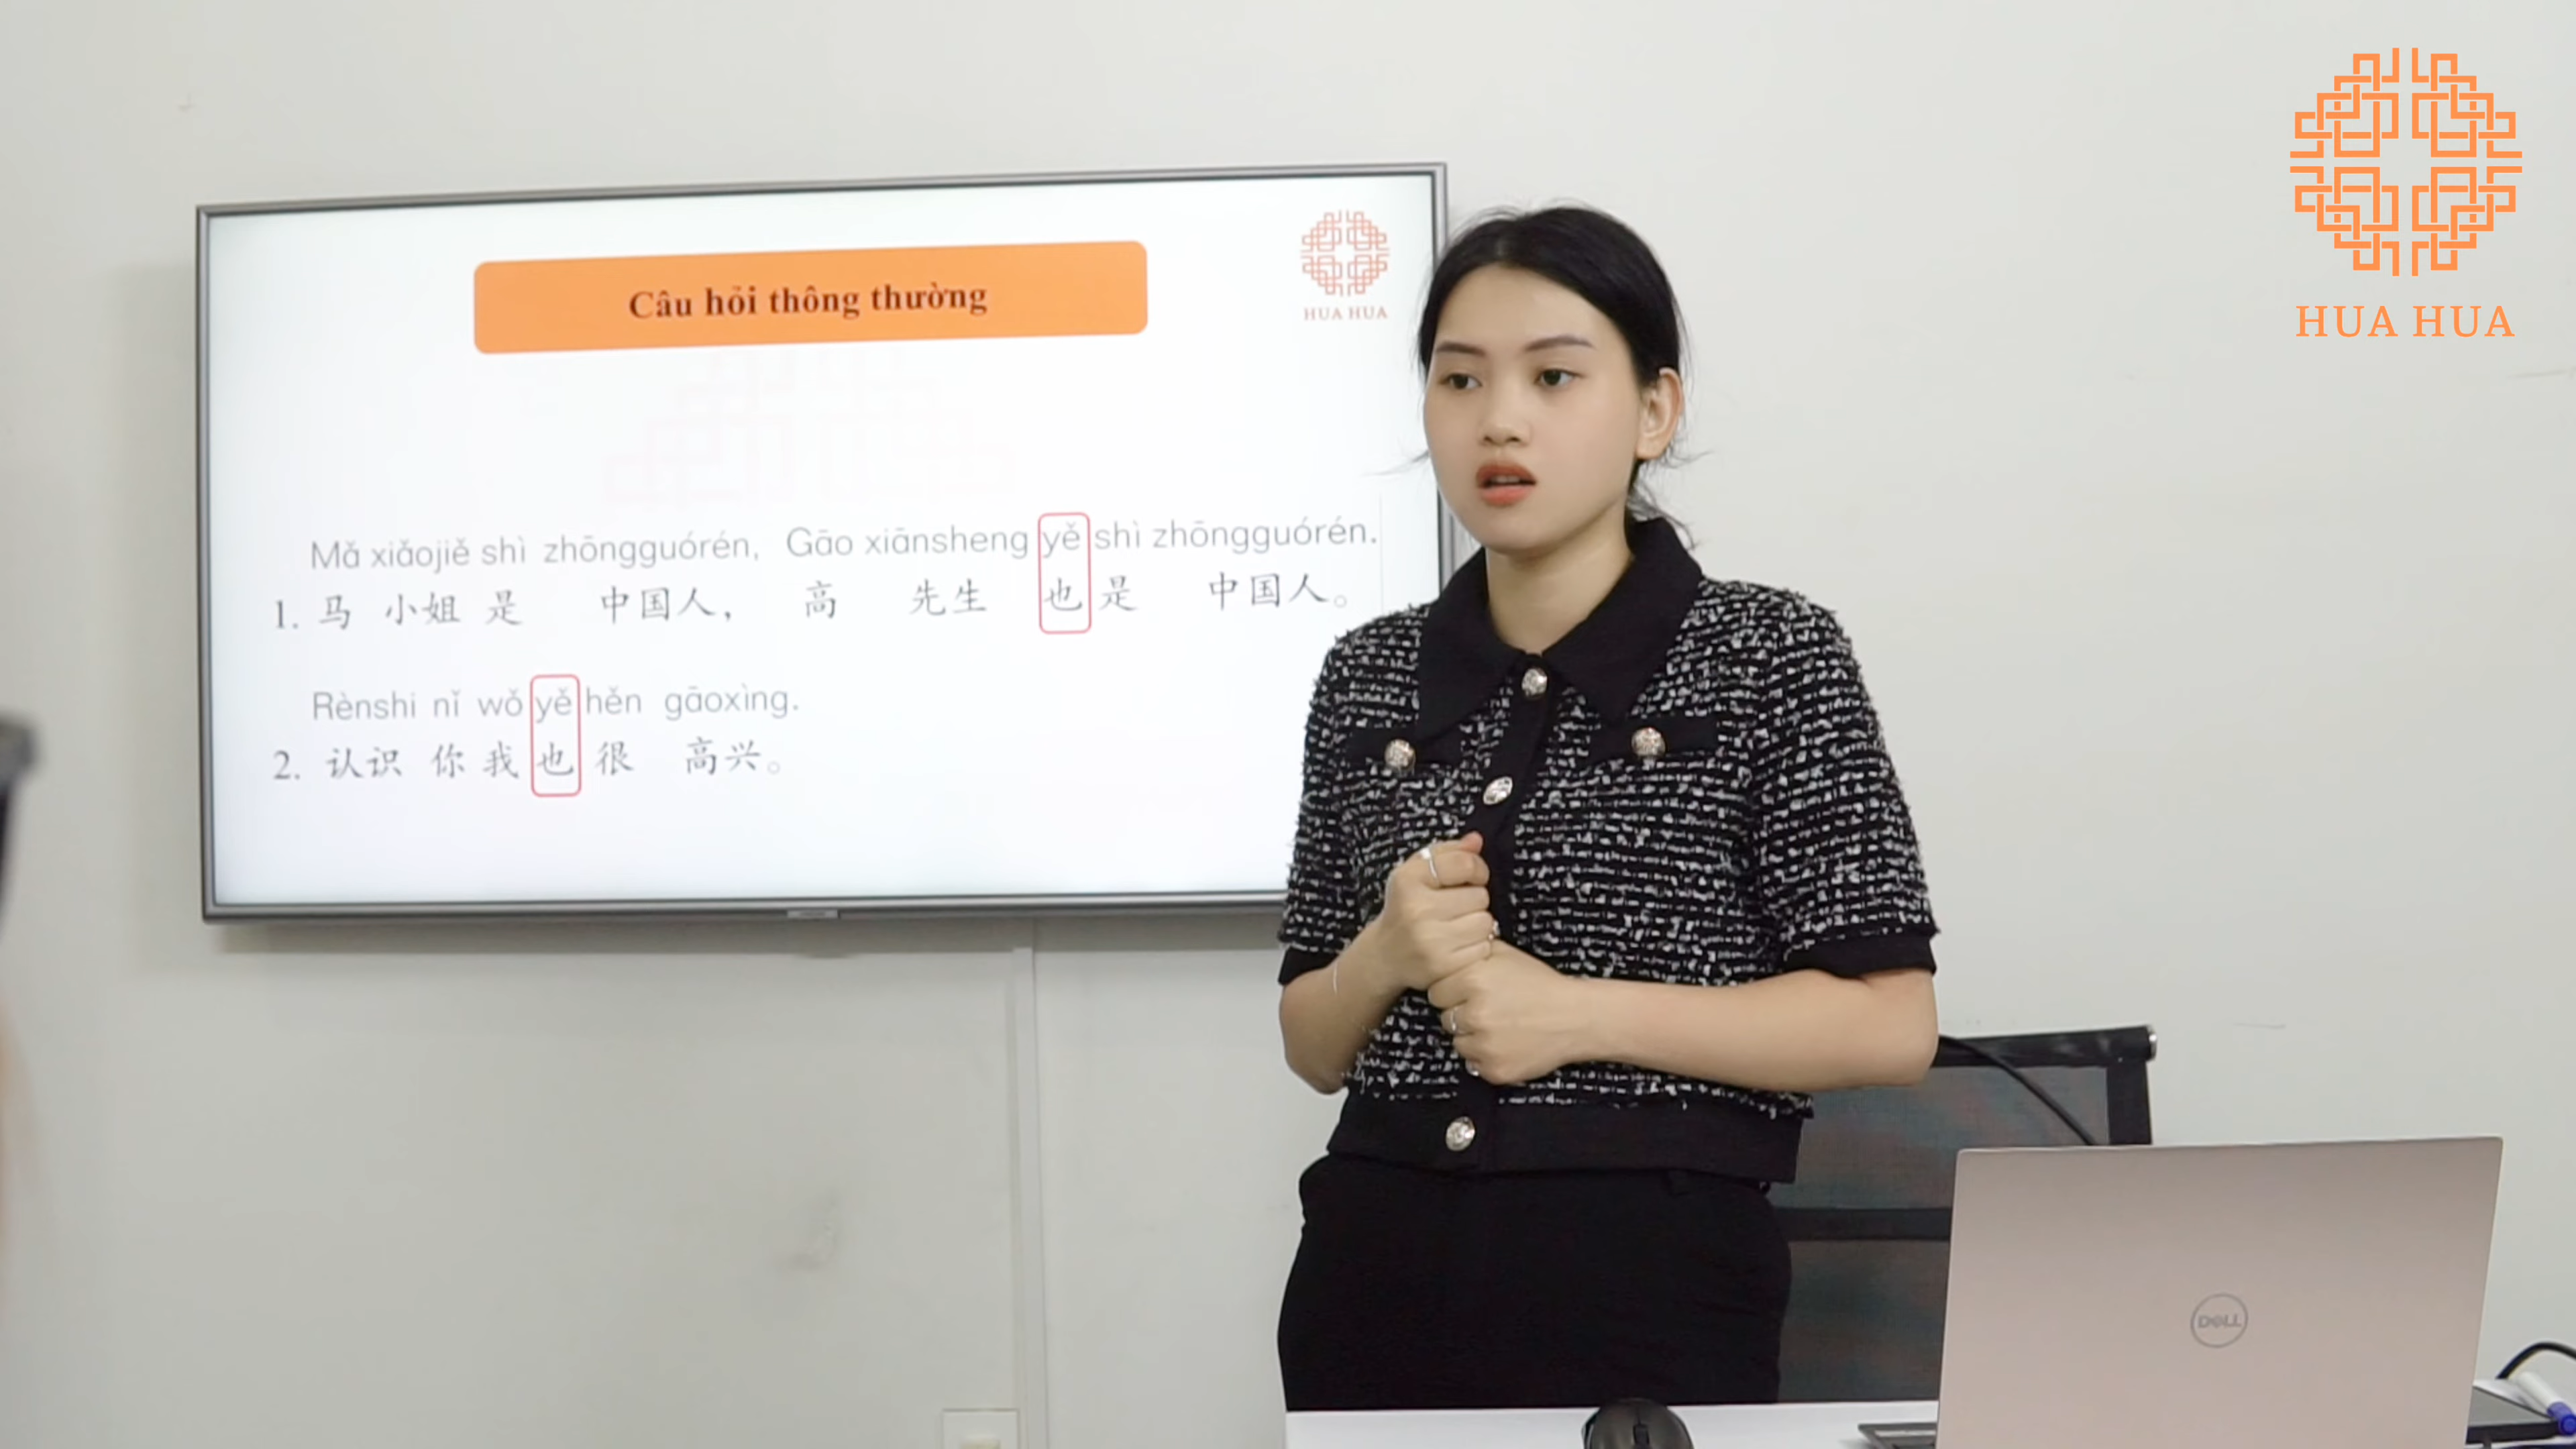 HUA HUA
Câu hỏi thông thường
HUA HUA
Mǎ xiǎojiě shì zhōngguórén, Gāo xiānsheng yě shì zhōngguórén.
1. 马 小姐 是 中国人, 高 先生 也 是 中国人。
Rènshi nǐ wǒ yě hěn gāoxìng.
2. 认识 你 我 也 很 高兴。
DELL